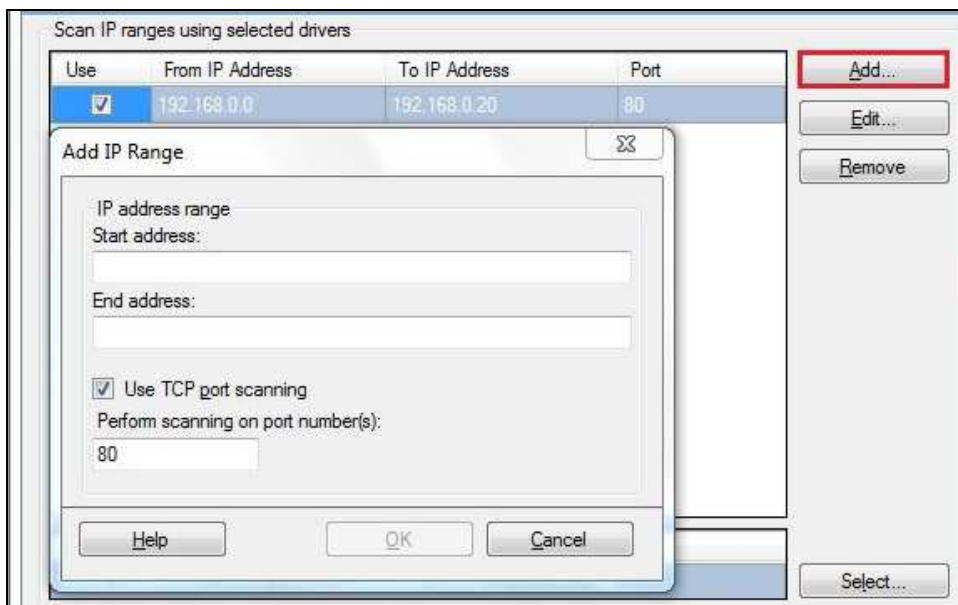 Scan IP ranges using selected drivers
Use From IP Address To IP Address Port
192.168.0.0 192.168.0.20 80
Add...
Edit...
Remove
Add IP Range
IP address range
Start address:
End address:
Use TCP port scanning
Perform scanning on port number(s):
80
Help OK Cancel
Select...